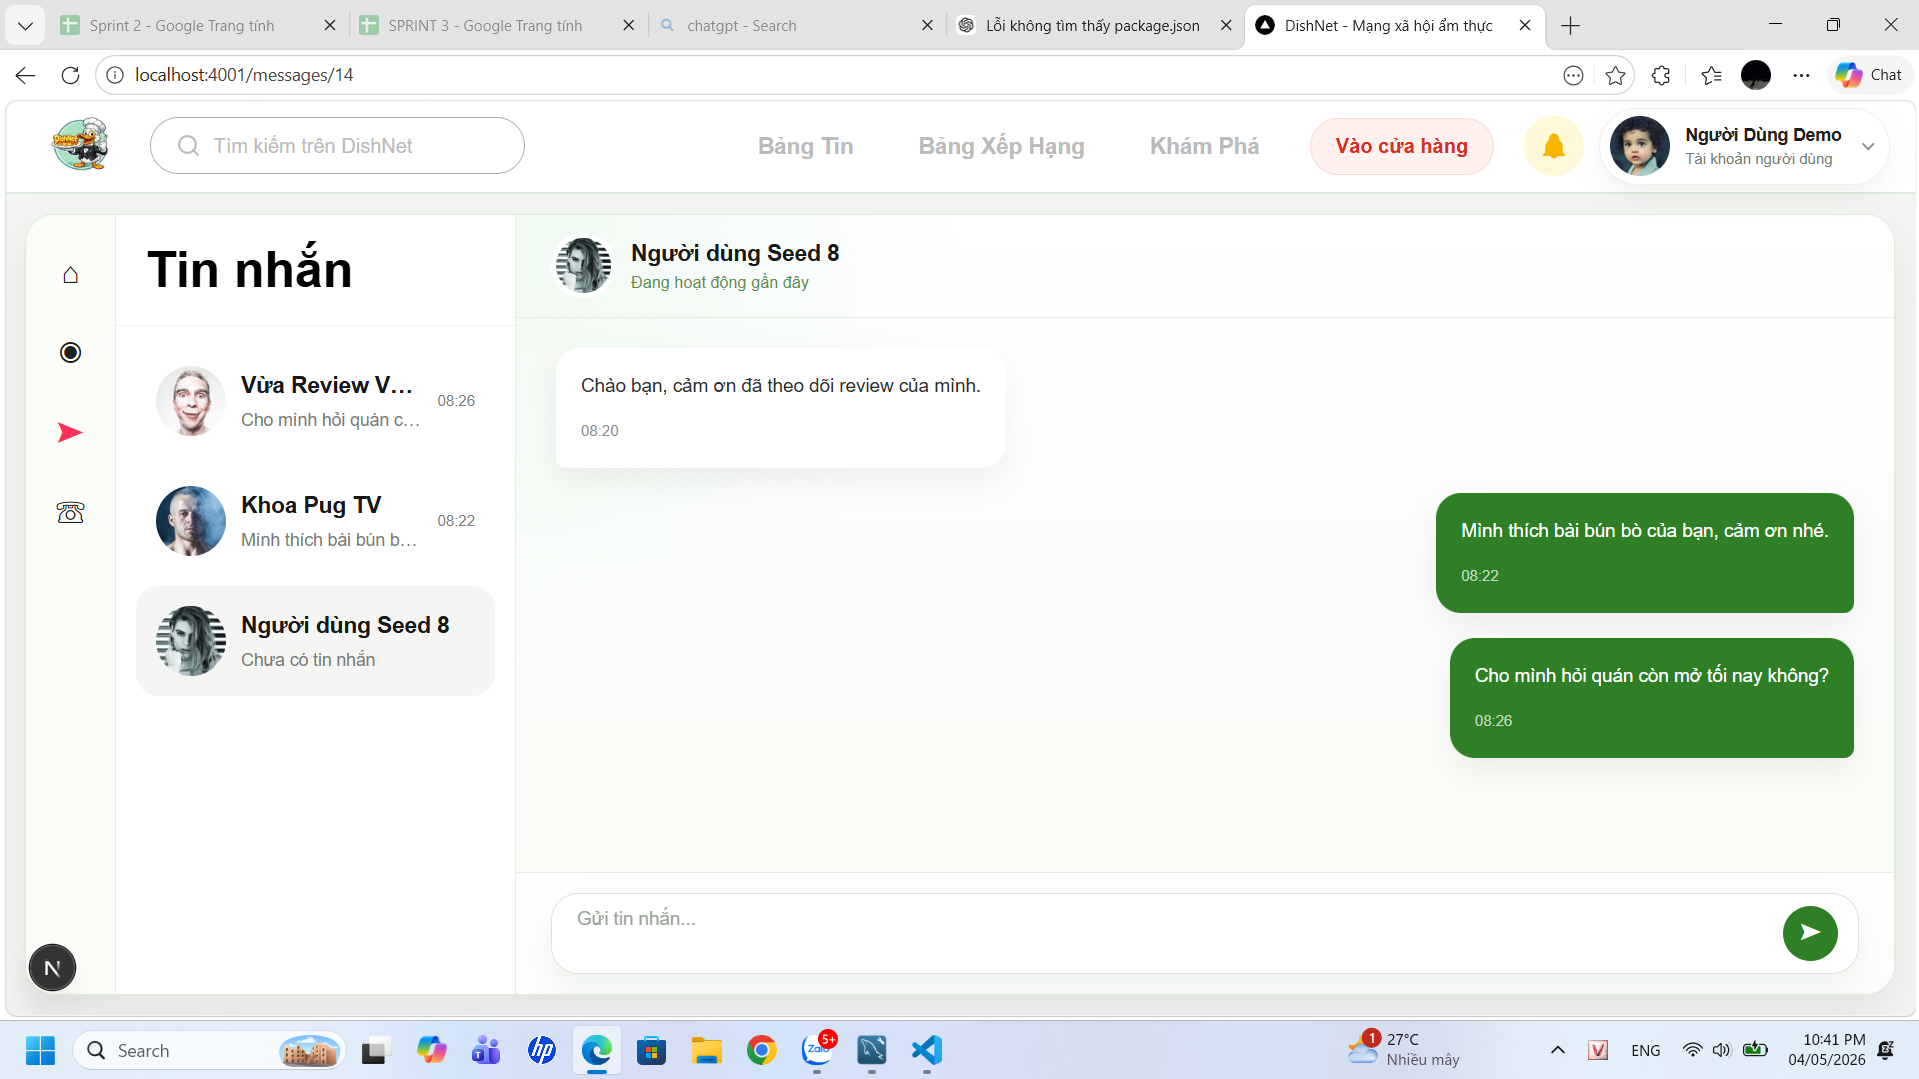 Sprint 2 - Google Trang tính
SPRINT 3 - Google Trang tính
chatgpt - Search
Lỗi không tìm thấy package.json
DishNet - Mạng xã hội ẩm thực
localhost:4001/messages/14
Chat
Tìm kiếm trên DishNet
Bảng Tin
Bảng Xếp Hạng
Khám Phá
Vào cửa hàng
Người Dùng Demo
Tài khoản người dùng
Tin nhắn
Vừa Review V...
Cho mình hỏi quán c...
08:26
Khoa Pug TV
Mình thích bài bún b...
08:22
Người dùng Seed 8
Chưa có tin nhắn
Người dùng Seed 8
Đang hoạt động gần đây
Chào bạn, cảm ơn đã theo dõi review của mình.
08:20
Mình thích bài bún bò của bạn, cảm ơn nhé.
08:22
Cho mình hỏi quán còn mở tối nay không?
08:26
Gửi tin nhắn...
N
Search
hp
Zalo
5+
1
27°C
Nhiều mây
V
ENG
10:41 PM
04/05/2026